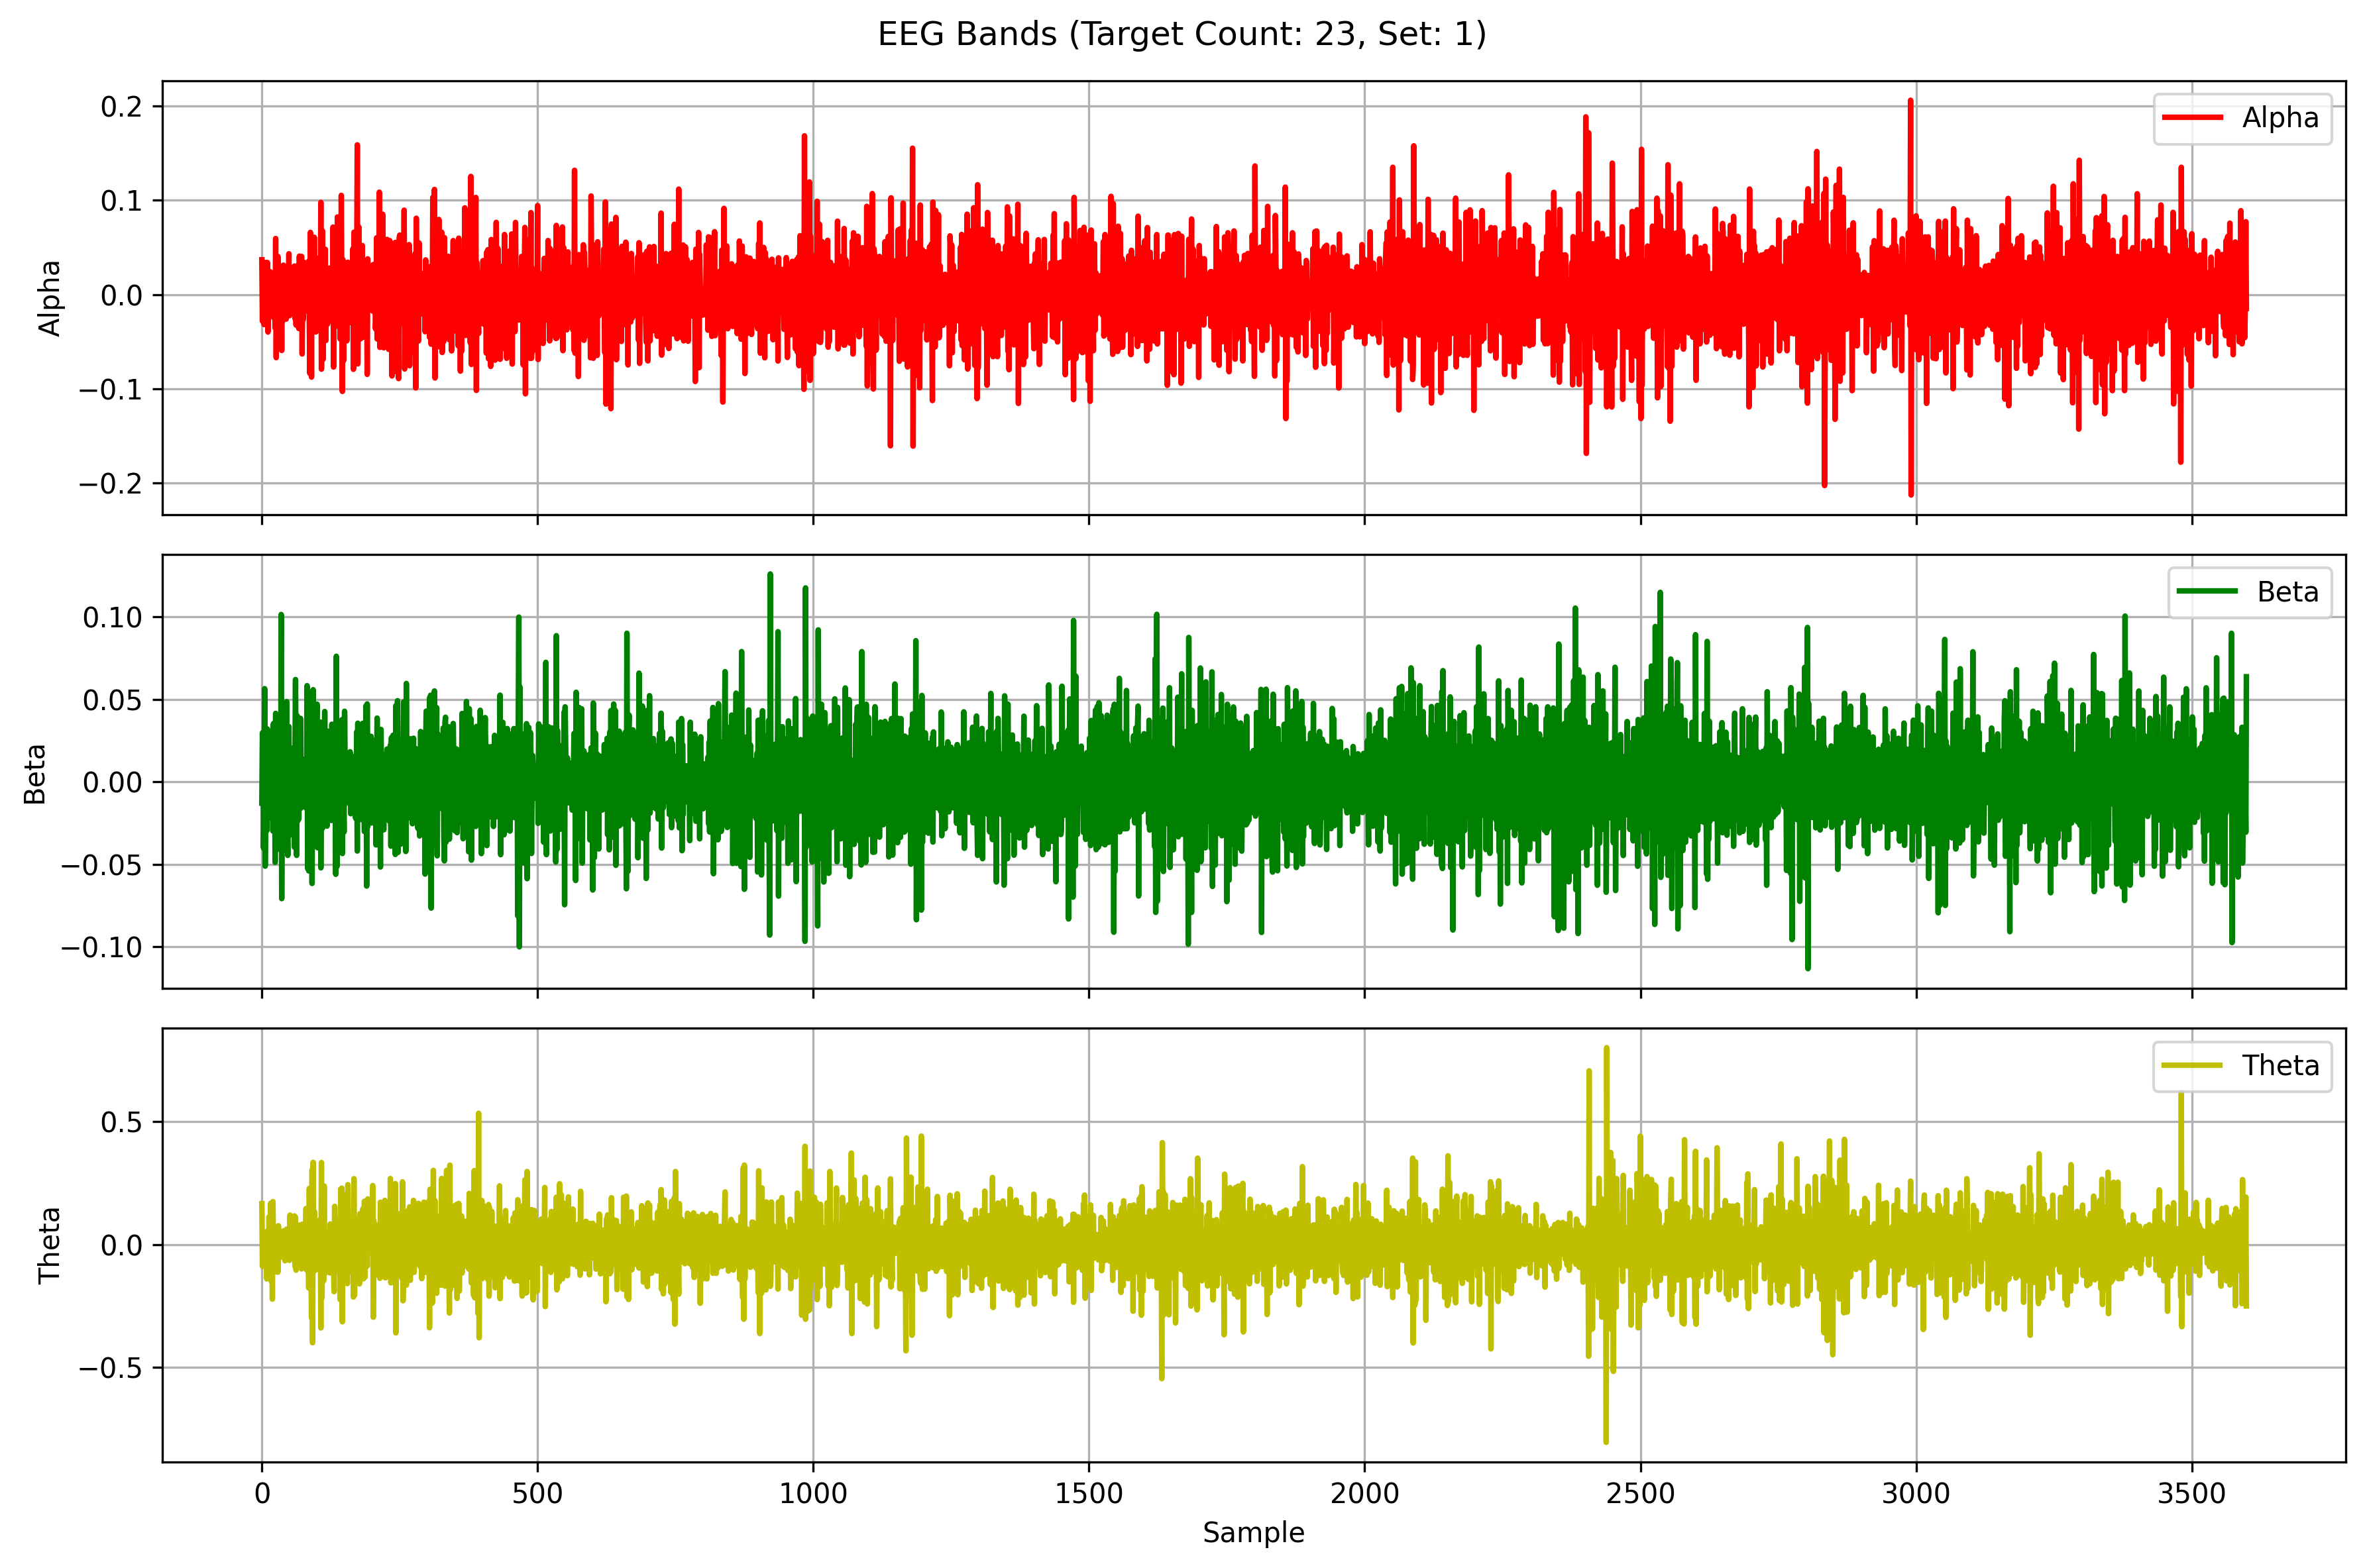 EEG Bands (Target Count: 23, Set: 1)
0.2
0.1
0.0
−0.1
−0.2
Alpha
Alpha
0.10
0.05
0.00
−0.05
−0.10
Beta
Beta
0.5
0.0
−0.5
Theta
Theta
0 500 1000 1500 2000 2500 3000 3500
Sample